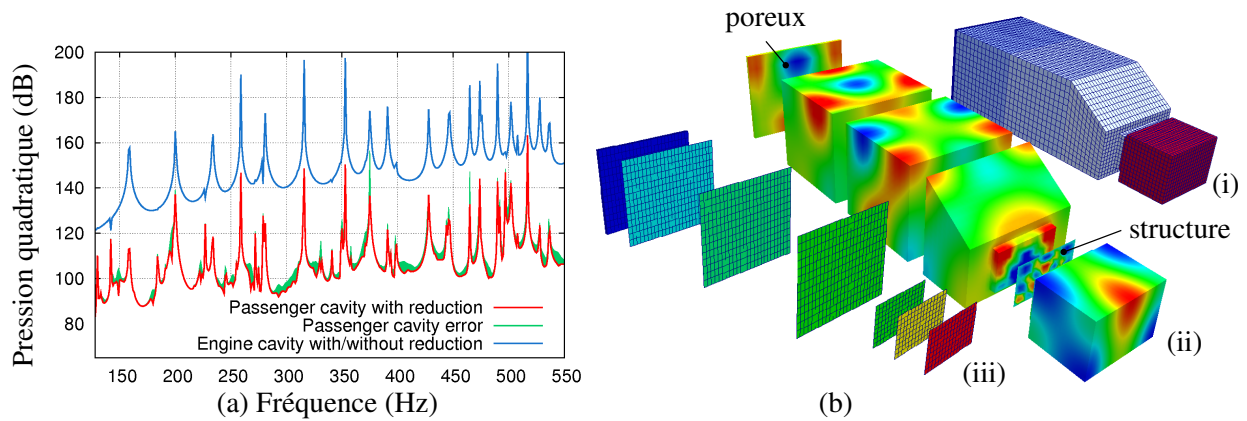 200
180
160
140
120
100
80
Pression quadratique (dB)
Passenger cavity with reduction
Passenger cavity error
Engine cavity with/without reduction
150 200 250 300 350 400 450 500 550
(a) Fréquence (Hz)
poreux
(i)
structure
(ii)
(iii)
(b)